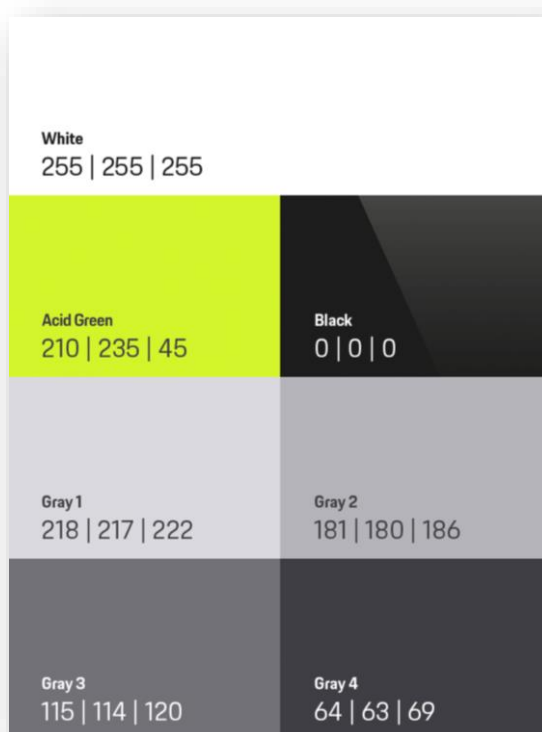 White
255 | 255 | 255
Acid Green
210 | 235 | 45
Black
0 | 0 | 0
Gray 1
218 | 217 | 222
Gray 2
181 | 180 | 186
Gray 3
115 | 114 | 120
Gray 4
64 | 63 | 69